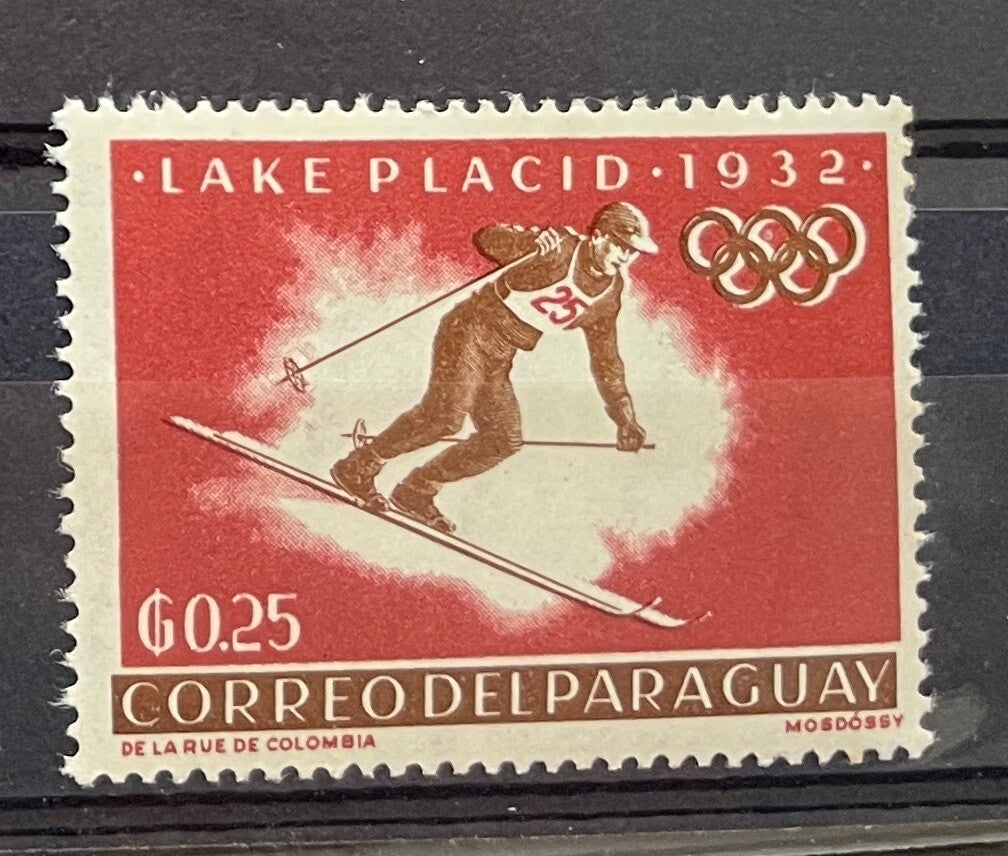 ·LAKE PLACID·1932·
25
₲0.25
CORREO DEL PARAGUAY
DE LA RUE DE COLOMBIA
MOSDÓSSY